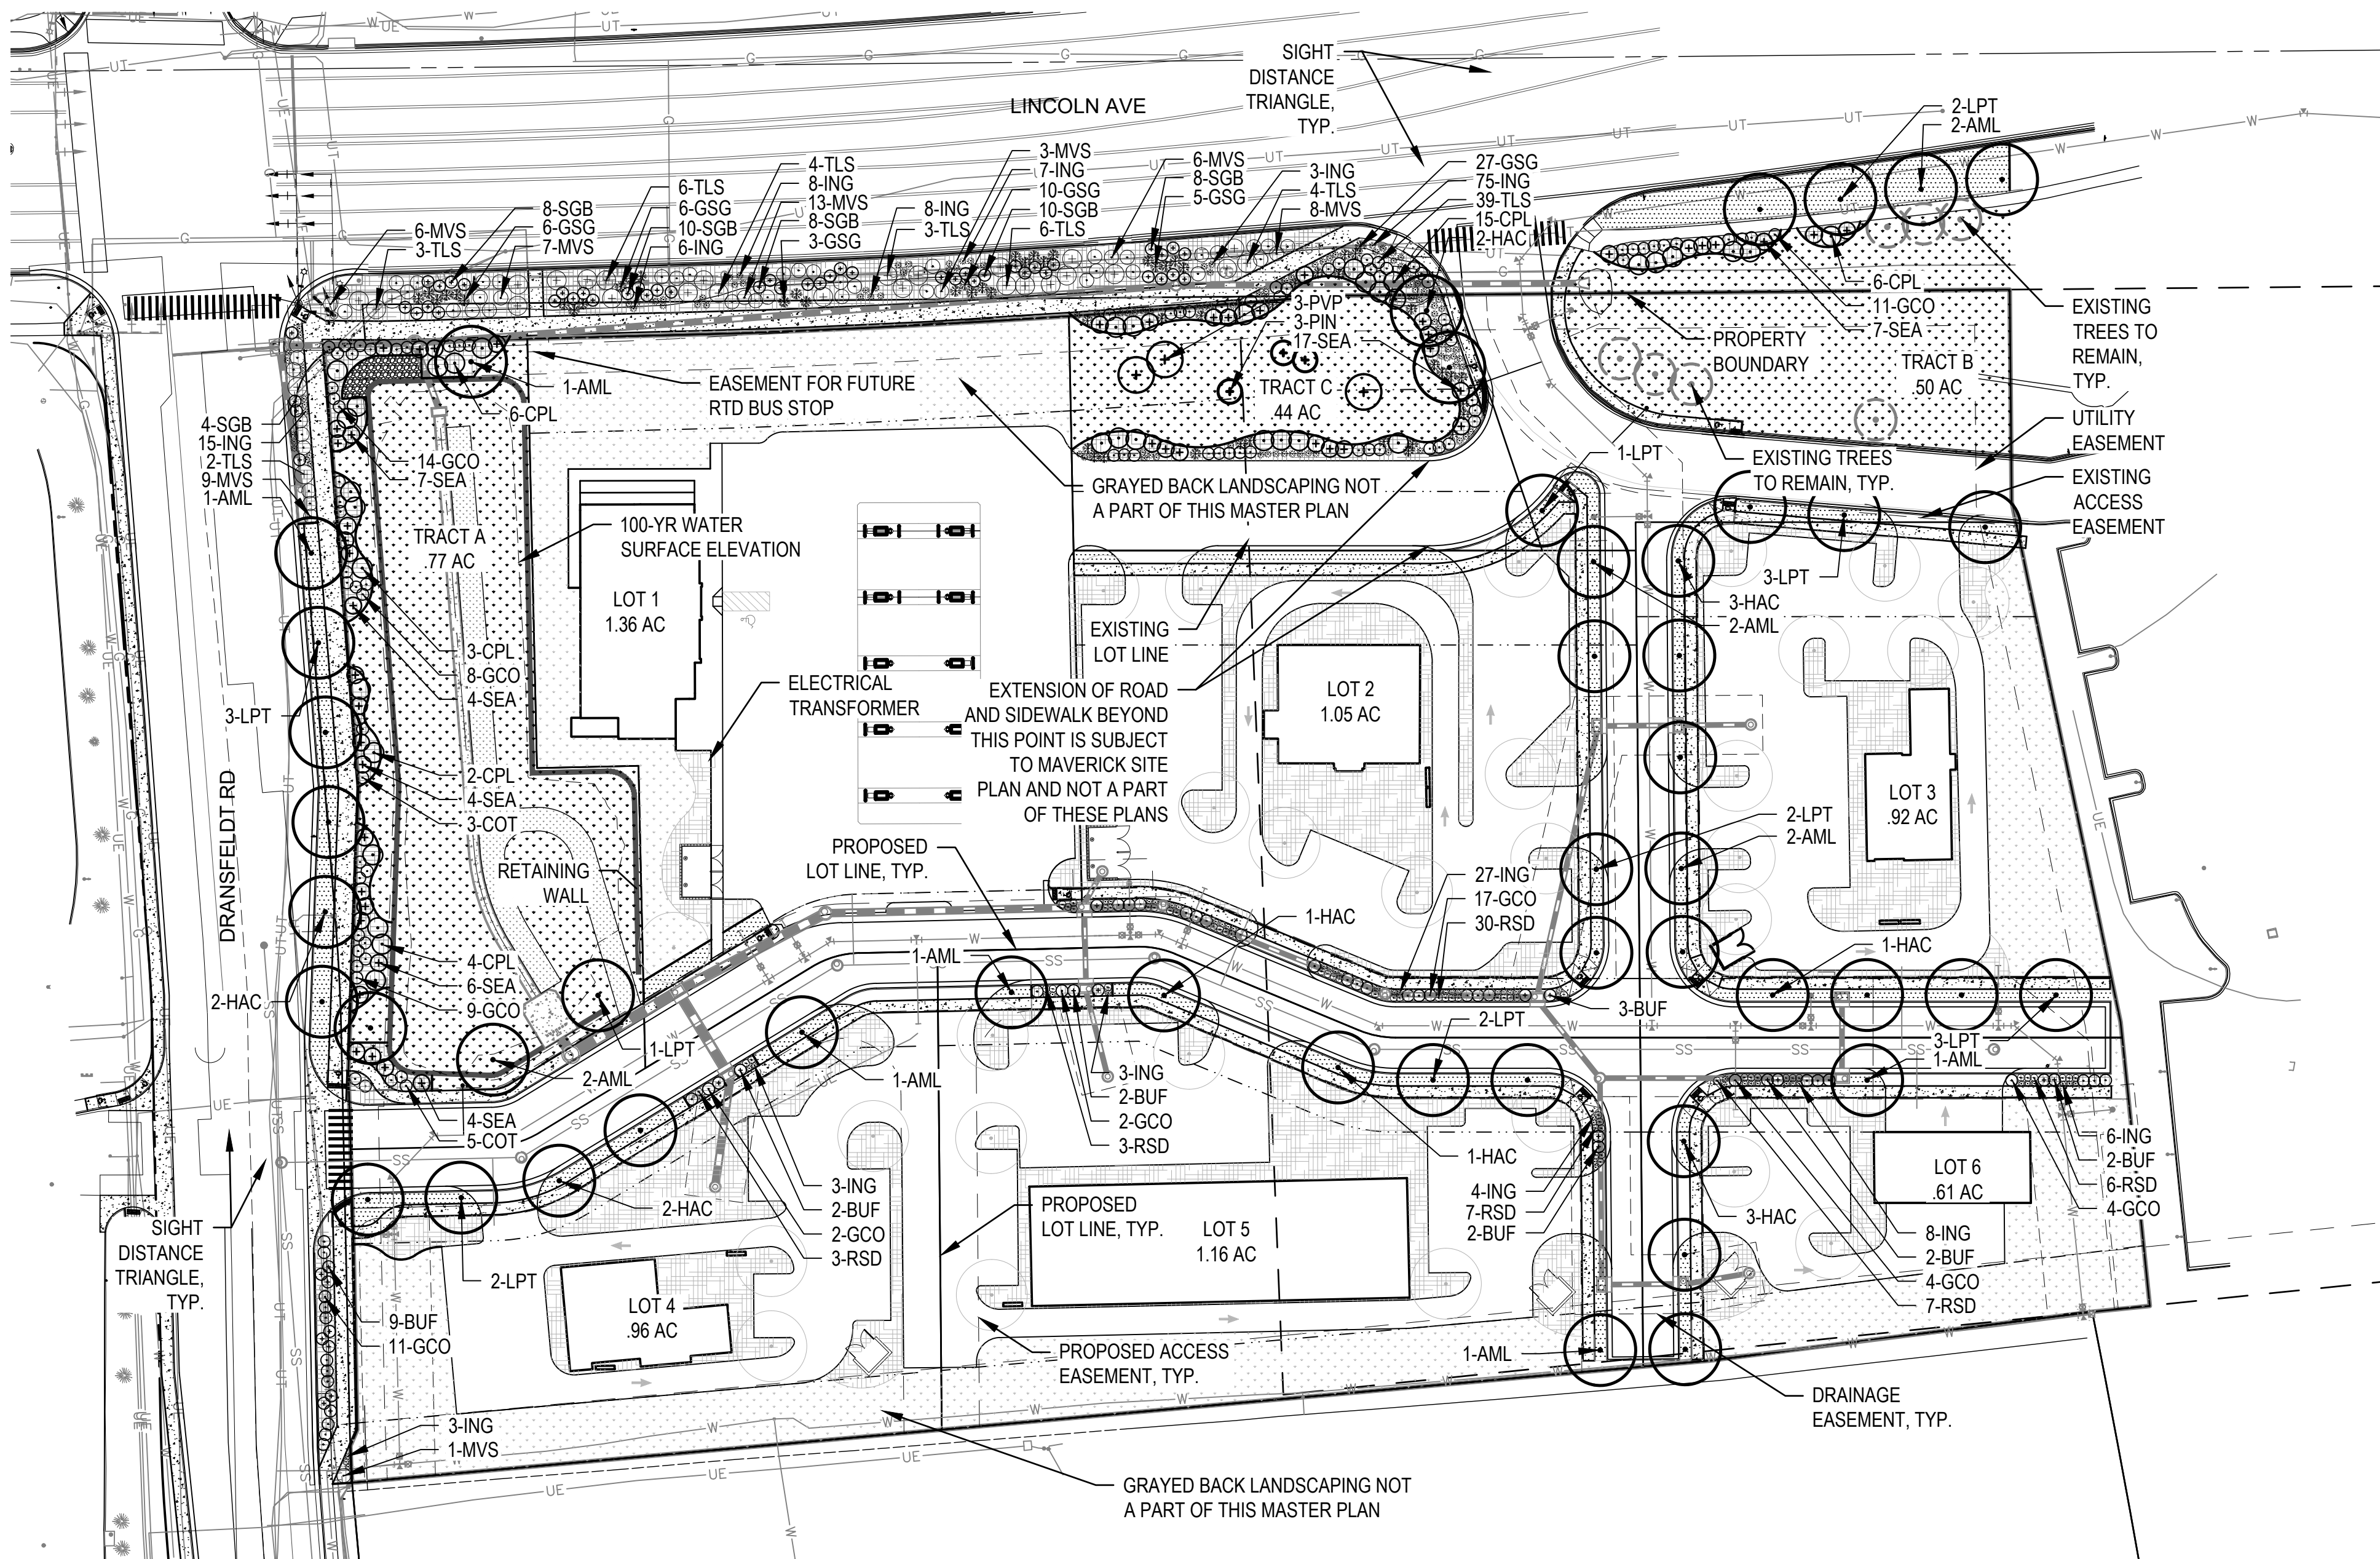 LINCOLN AVE
SIGHT
DISTANCE
TRIANGLE,
TYP.
2-LPT
2-AML
6-MVS
3-TLS
8-SGB
6-GSG
7-MVS
6-TLS
6-GSG
10-SGB
6-ING
4-TLS
8-ING
13-MVS
8-SGB
3-GSG
8-ING
3-TLS
3-MVS
7-ING
10-GSG
10-SGB
6-TLS
6-MVS
8-SGB
5-GSG
3-ING
4-TLS
8-MVS
27-GSG
75-ING
39-TLS
15-CPL
2-HAC
3-PVP
3-PIN
17-SEA
TRACT C
.44 AC
PROPERTY
BOUNDARY
6-CPL
11-GCO
7-SEA
TRACT B
.50 AC
EXISTING
TREES TO
REMAIN,
TYP.
UTILITY
EASEMENT
EXISTING
ACCESS
EASEMENT
EXISTING TREES
TO REMAIN, TYP.
1-AML
6-CPL
EASEMENT FOR FUTURE
RTD BUS STOP
4-SGB
15-ING
2-TLS
9-MVS
1-AML
14-GCO
7-SEA
TRACT A
.77 AC
100-YR WATER
SURFACE ELEVATION
LOT 1
1.36 AC
GRAYED BACK LANDSCAPING NOT
A PART OF THIS MASTER PLAN
1-LPT
3-LPT
3-HAC
2-AML
EXISTING
LOT LINE
3-CPL
8-GCO
4-SEA
3-LPT
ELECTRICAL
TRANSFORMER
EXTENSION OF ROAD
AND SIDEWALK BEYOND
THIS POINT IS SUBJECT
TO MAVERICK SITE
PLAN AND NOT A PART
OF THESE PLANS
LOT 2
1.05 AC
LOT 3
.92 AC
2-CPL
4-SEA
3-COT
DRANSFELDT RD
RETAINING
WALL
PROPOSED
LOT LINE, TYP.
2-LPT
2-AML
27-ING
17-GCO
30-RSD
1-HAC
1-AML
1-HAC
4-CPL
6-SEA
9-GCO
2-HAC
3-BUF
2-LPT
3-LPT
1-AML
1-LPT
2-AML
1-AML
3-ING
2-BUF
2-GCO
3-RSD
4-SEA
5-COT
1-HAC
4-ING
7-RSD
2-BUF
6-ING
2-BUF
6-RSD
4-GCO
LOT 6
.61 AC
3-HAC
8-ING
2-BUF
4-GCO
7-RSD
3-ING
2-BUF
2-GCO
3-RSD
2-HAC
PROPOSED
LOT LINE, TYP.
LOT 5
1.16 AC
SIGHT
DISTANCE
TRIANGLE,
TYP.
2-LPT
LOT 4
.96 AC
9-BUF
11-GCO
PROPOSED ACCESS
EASEMENT, TYP.
1-AML
DRAINAGE
EASEMENT, TYP.
3-ING
1-MVS
GRAYED BACK LANDSCAPING NOT
A PART OF THIS MASTER PLAN